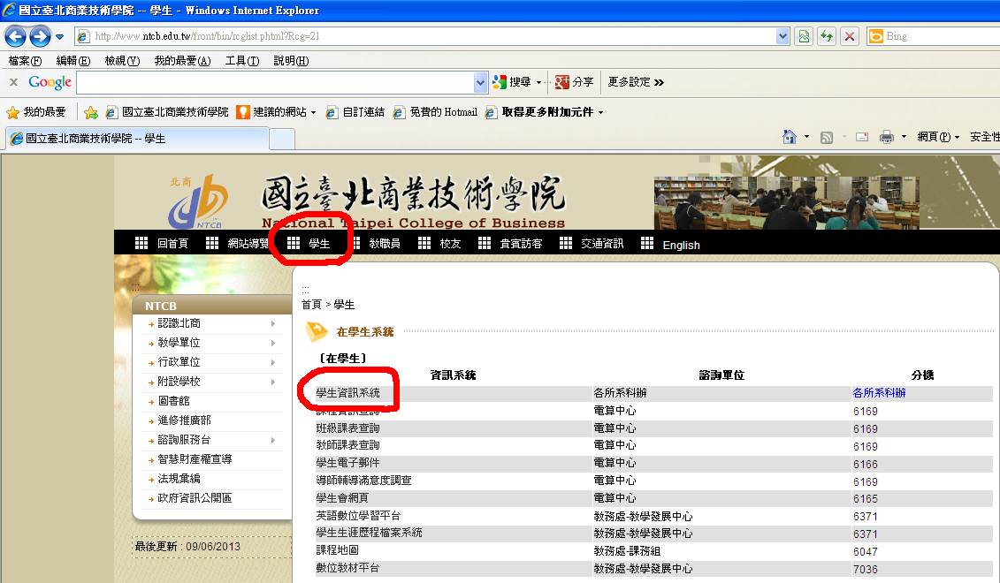 國立臺北商業技術學院 -- 學生 - Windows Internet Explorer
http://www.ntcb.edu.tw/front/bin/rcglist.phtml?Rcg=21
Bing
檔案(F) 編輯(E) 檢視(V) 我的最愛(A) 工具(T) 說明(H)
x Google 搜尋 分享 更多設定 »
我的最愛 國立臺北商業技術學院 建議的網站 自訂連結 免費的 Hotmail 取得更多附加元件
國立臺北商業技術學院 -- 學生
網頁(P) 安全性
北商
NTCB
國立臺北商業技術學院
National Taipei College of Business
回首頁 網站導覽 學生 教職員 校友 貴賓訪客 交通資訊 English
:::
:::
首頁 > 學生
NTCB
認識北商
教學單位
行政單位
附設學校
圖書館
進修推廣部
諮詢服務台
智慧財產權宣導
法規彙編
政府資訊公開區
最後更新 : 09/06/2013
在學生系統
〔在學生〕
資訊系統 諮詢單位 分機
學生資訊系統 各所系科辦 各所系科辦
課程資訊查詢 電算中心 6169
班級課表查詢 電算中心 6169
教師課表查詢 電算中心 6169
學生電子郵件 電算中心 6166
導師輔導滿意度調查 電算中心 6169
學生會網頁 電算中心 6165
英語數位學習平台 教務處-教學發展中心 6371
學生生涯歷程檔案系統 教務處-教學發展中心 6371
課程地圖 教務處-課務組 6047
數位教材平台 教務處-教學發展中心 7036